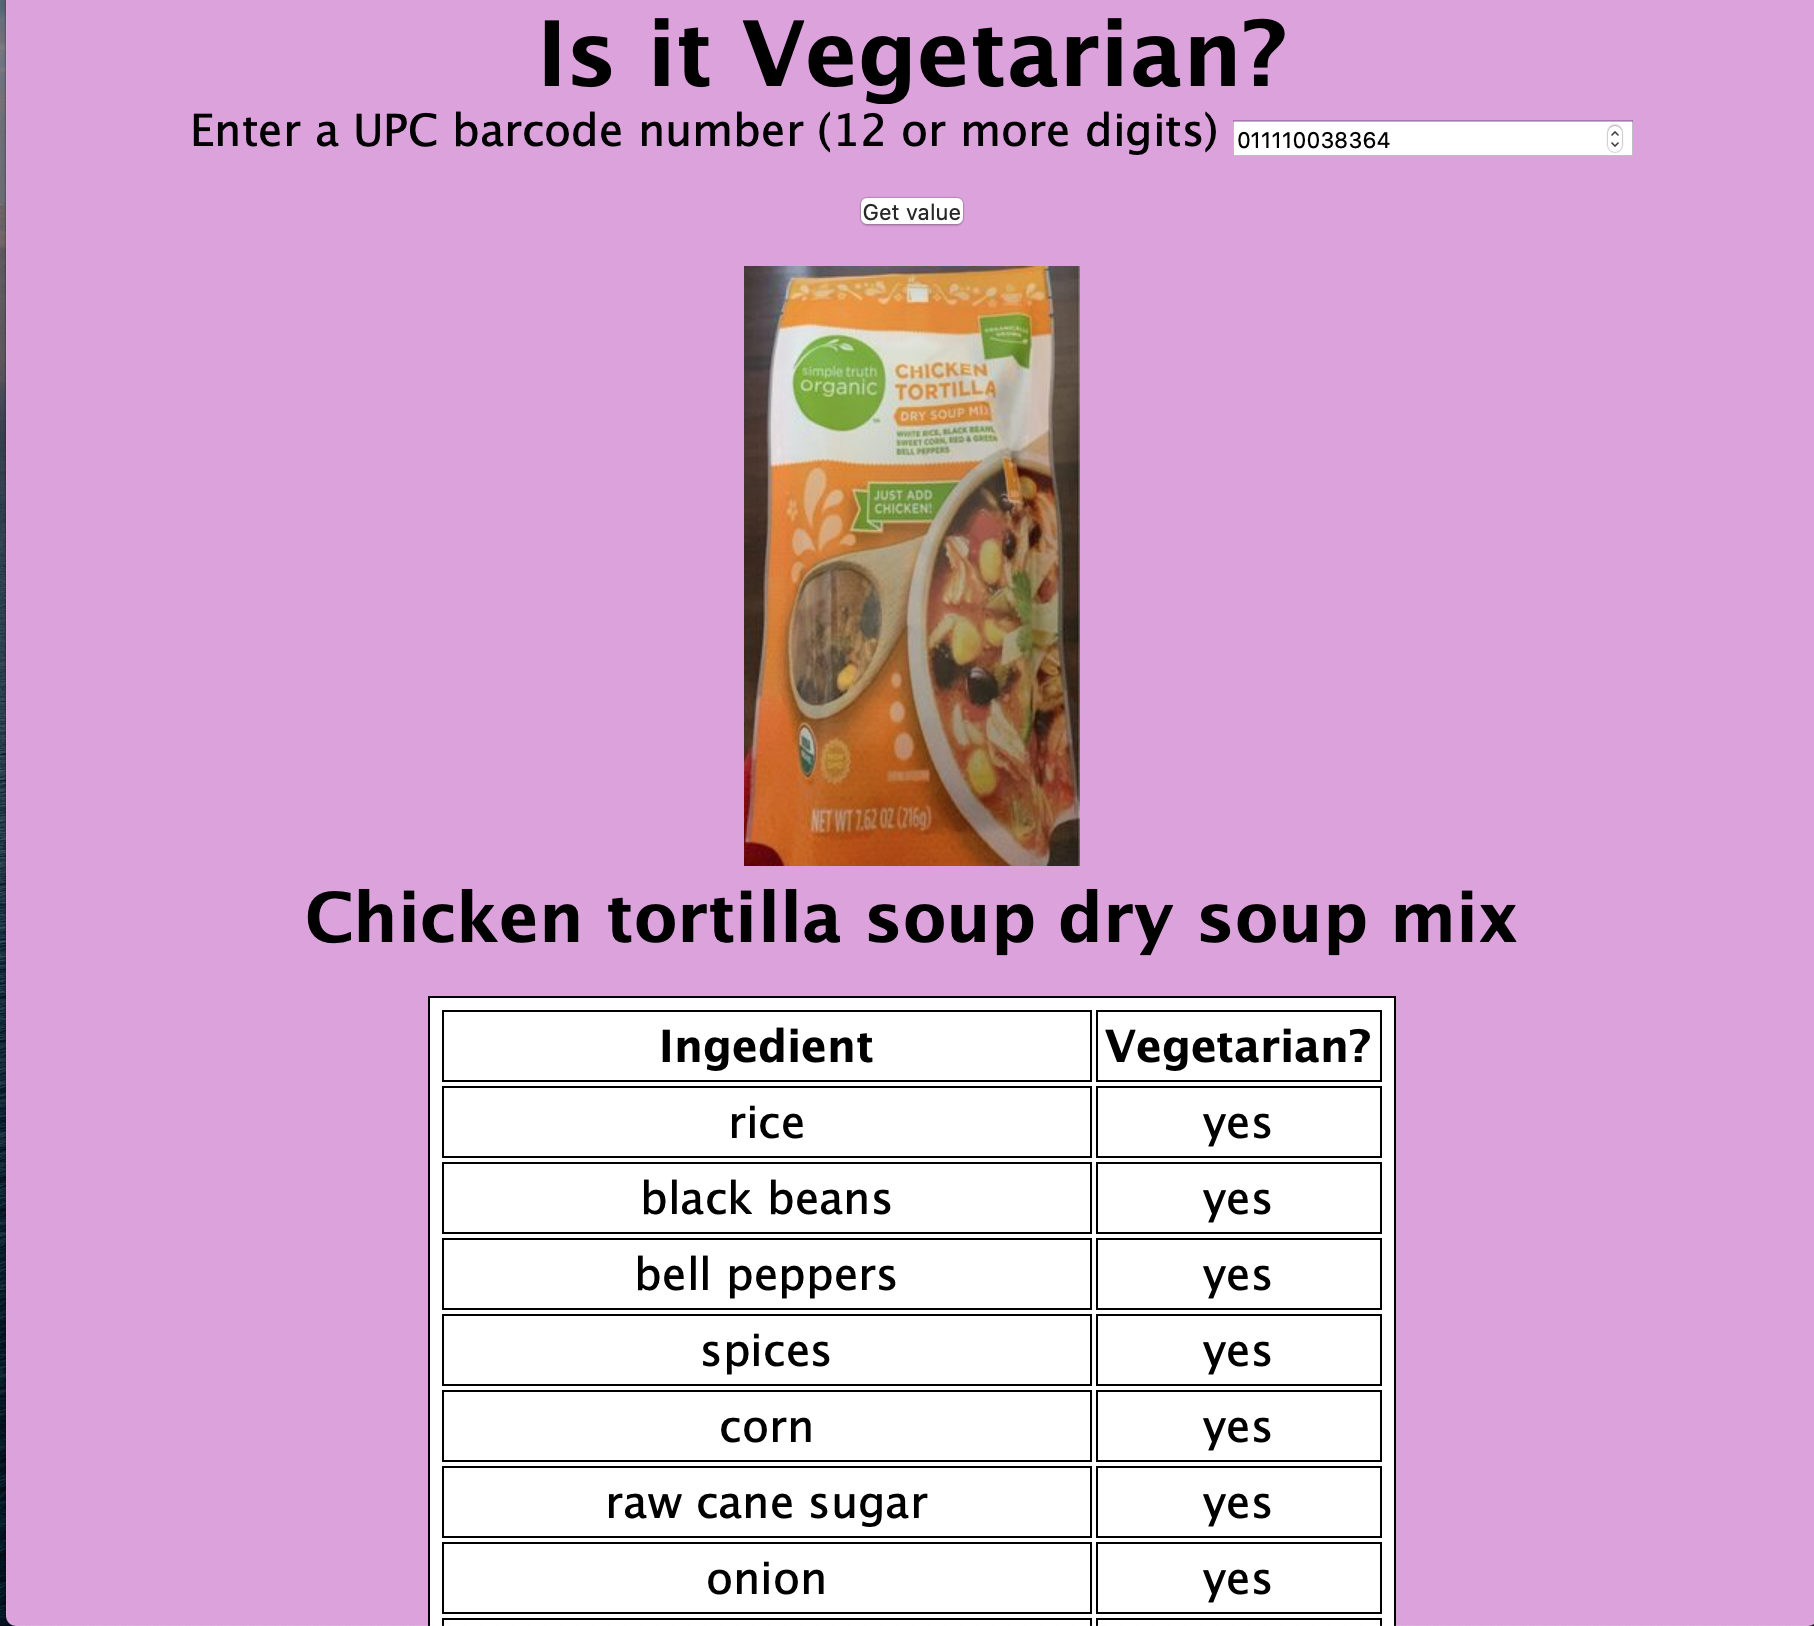 Is it Vegetarian?
Enter a UPC barcode number (12 or more digits) 011110038364
Get value
ORGANICALLY
GROWN
simple truth
organic
CHICKEN
TORTILLA
DRY SOUP MIX
WHITE RICE, BLACK BEANS,
SWEET CORN, RED & GREEN
BELL PEPPERS
JUST ADD
CHICKEN!
NET WT 7.62 OZ (216g)
Chicken tortilla soup dry soup mix
Ingedient Vegetarian?
rice yes
black beans yes
bell peppers yes
spices yes
corn yes
raw cane sugar yes
onion yes